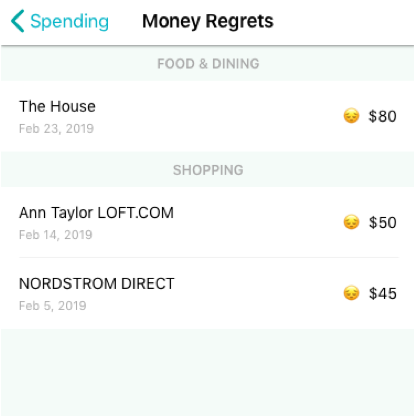 Spending
Money Regrets
FOOD & DINING
The House
Feb 23, 2019
😔 $80
SHOPPING
Ann Taylor LOFT.COM
Feb 14, 2019
😔 $50
NORDSTROM DIRECT
Feb 5, 2019
😔 $45